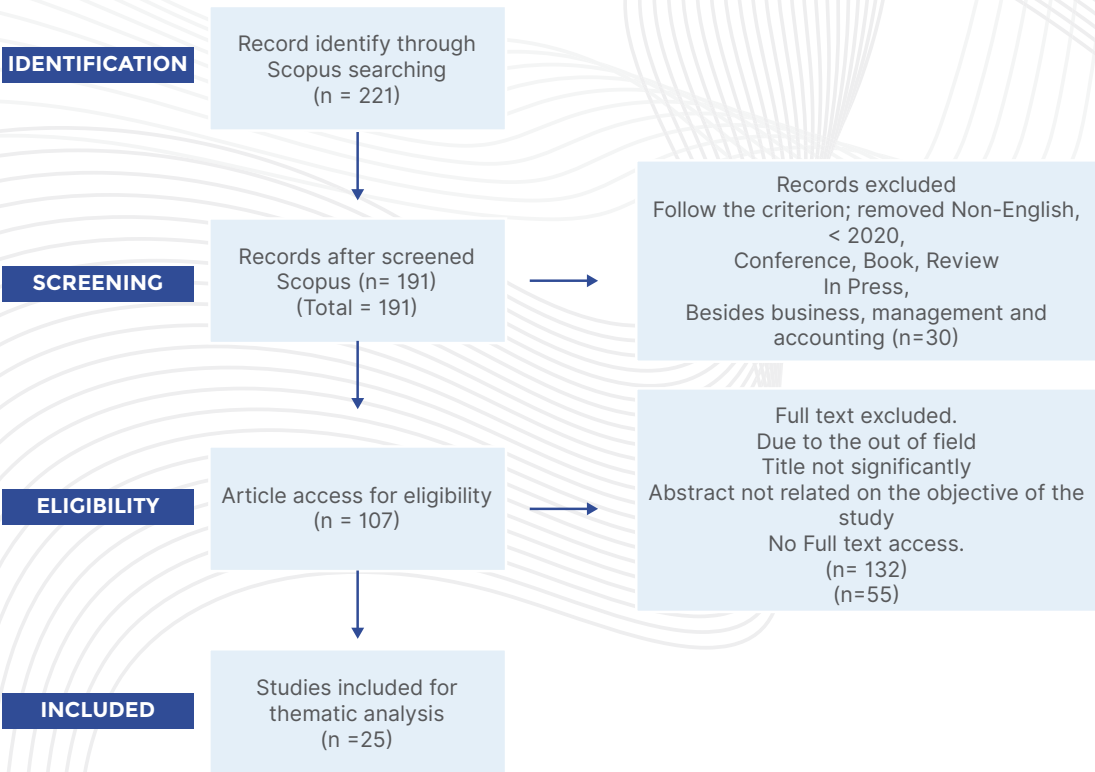 IDENTIFICATION
Record identify through
Scopus searching
(n = 221)
SCREENING
Records after screened
Scopus (n= 191)
(Total = 191)
Records excluded
Follow the criterion; removed Non-English,
< 2020,
Conference, Book, Review
In Press,
Besides business, management and
accounting (n=30)
ELIGIBILITY
Article access for eligibility
(n = 107)
Full text excluded.
Due to the out of field
Title not significantly
Abstract not related on the objective of the
study
No Full text access.
(n= 132)
(n=55)
INCLUDED
Studies included for
thematic analysis
(n =25)